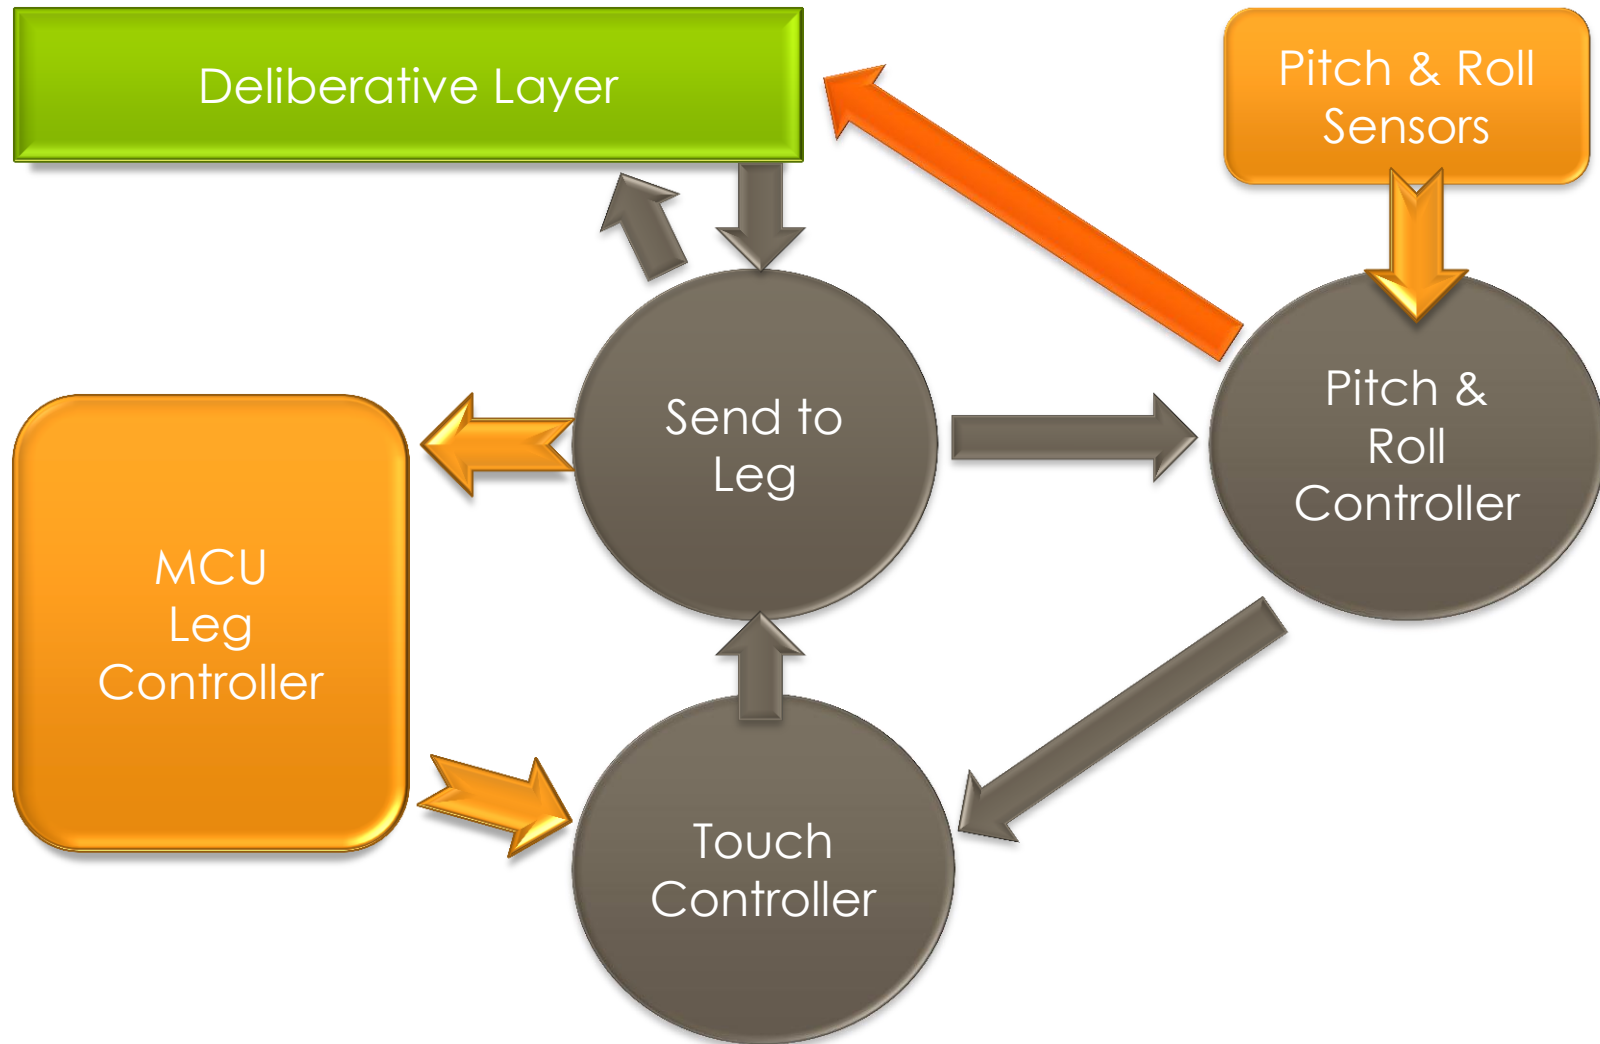 Deliberative Layer
Pitch & Roll
Sensors
Send to
Leg
Pitch &
Roll
Controller
MCU
Leg
Controller
Touch
Controller